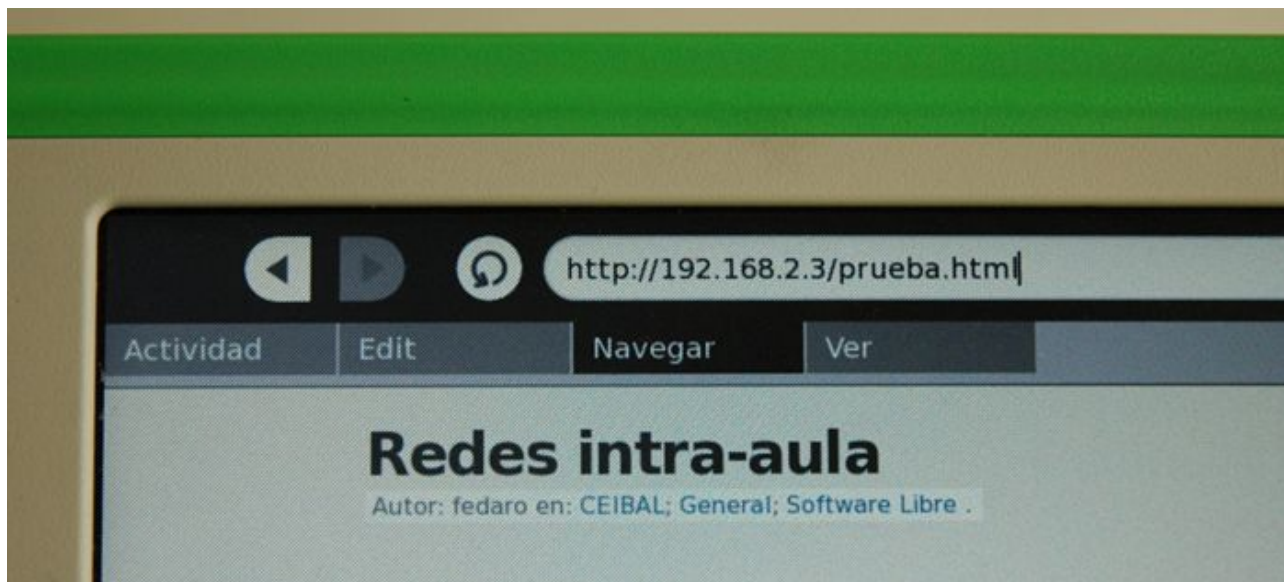 http://192.168.2.3/prueba.html
Actividad Edit Navegar Ver
Redes intra-aula
Autor: fedaro en: CEIBAL; General; Software Libre .